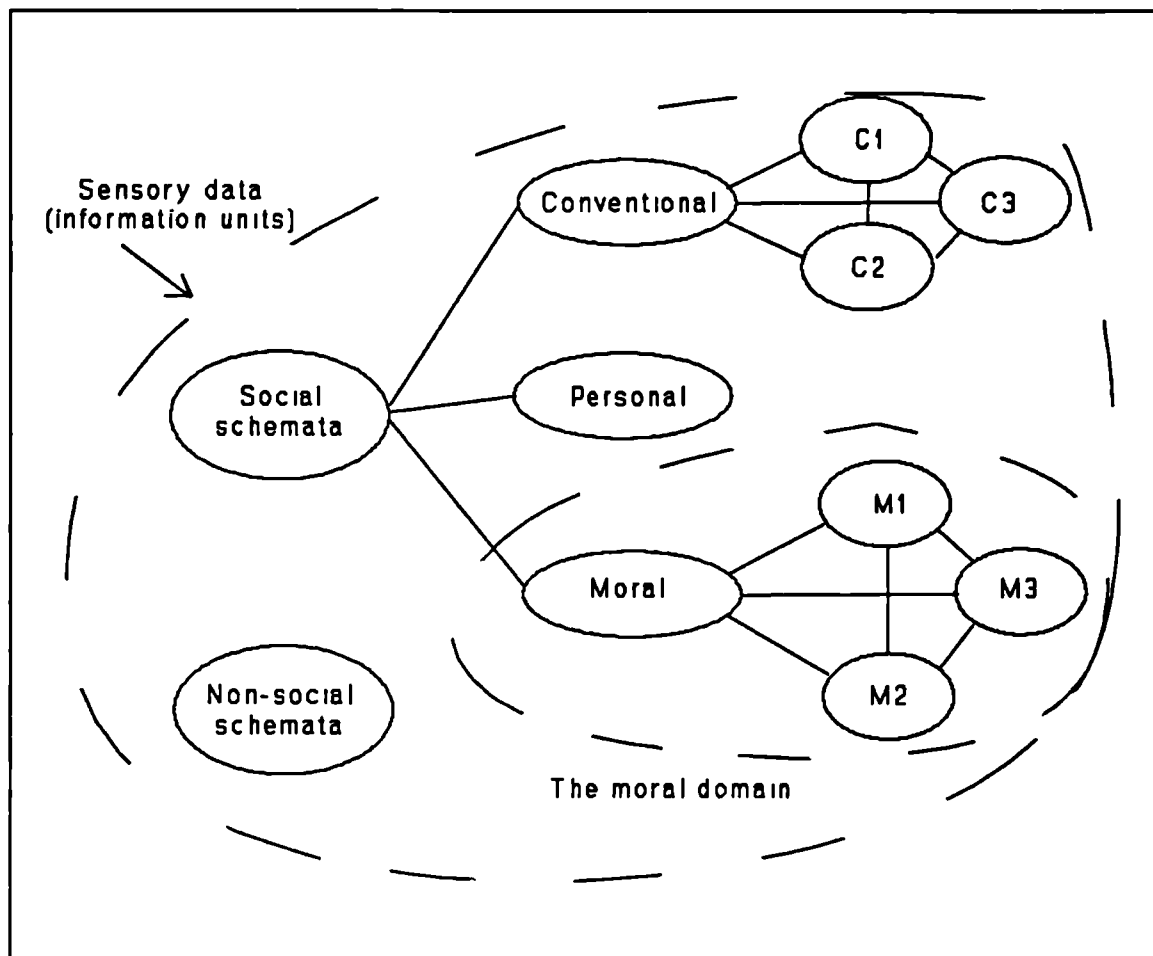 Sensory data
(information units)
C1
Conventional
C3
C2
Social
schemata
Personal
M1
Moral
M3
M2
Non-social
schemata
The moral domain